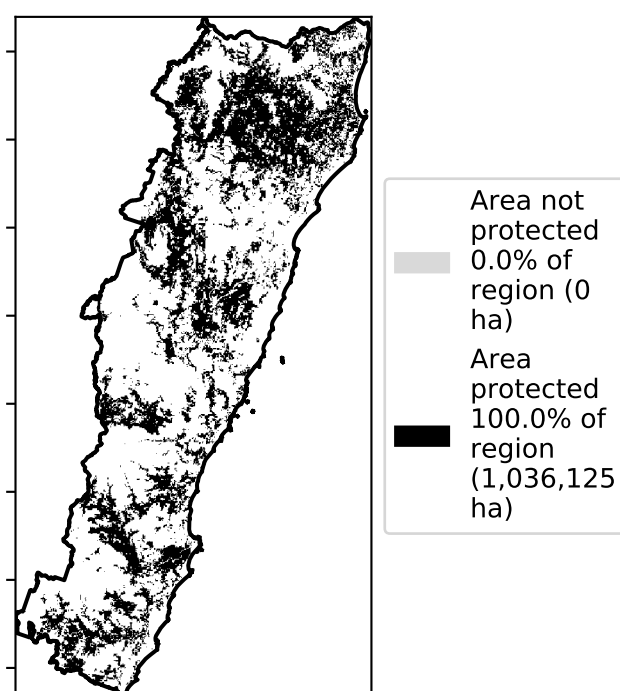 Area not
protected
0.0% of
region (0
ha)
Area
protected
100.0% of
region
(1,036,125
ha)